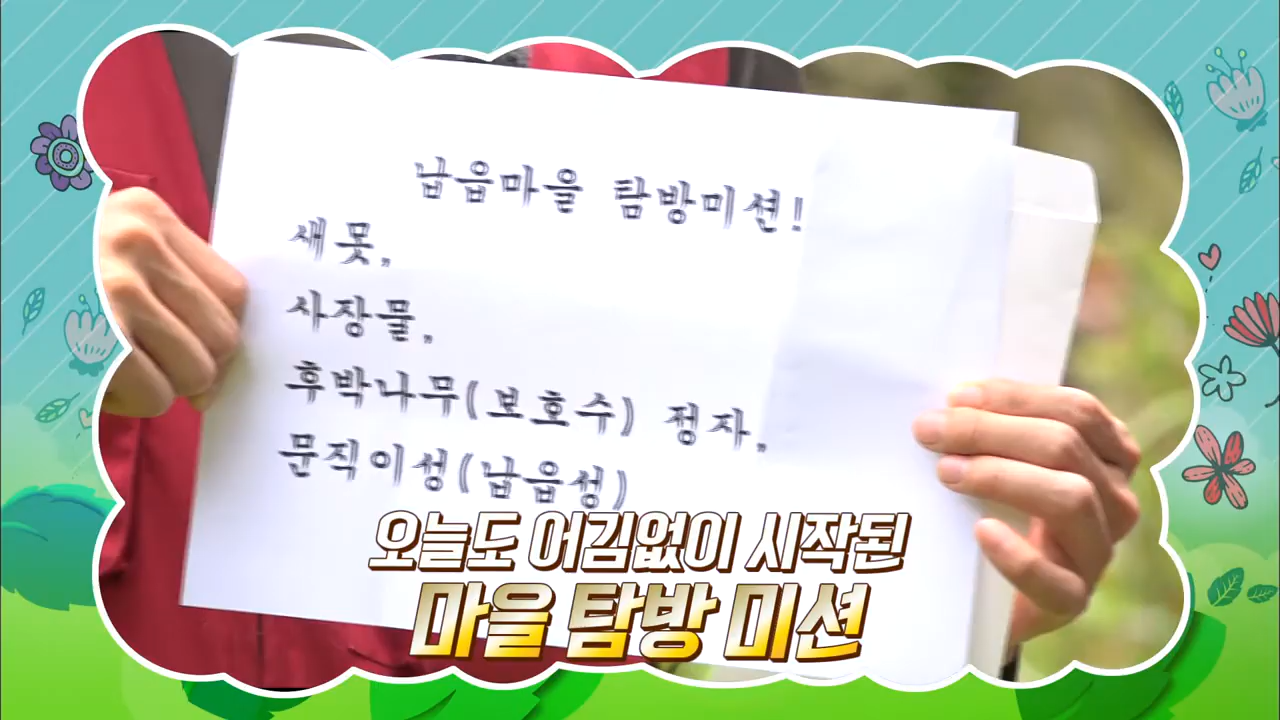 남읍마을 탐방미션!
새못,
사장물,
후박나무(보호수) 정자,
문직이성(남읍성)
오늘도 어김없이 시작된
마을 탐방 미션